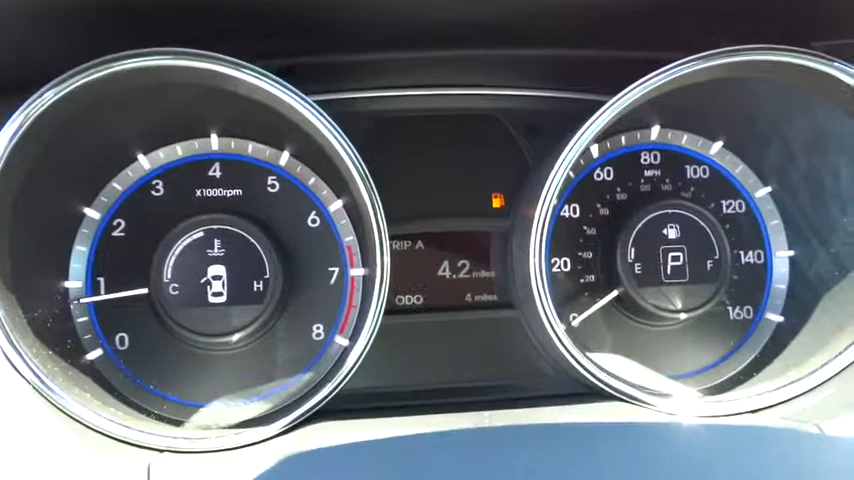 0 1 2 3 4 5 6 7 8
X1000rpm
C H
TRIP A
4.2 miles
ODO 4 miles
0 20 40 60 80 100 120 140 160
MPH
E P F